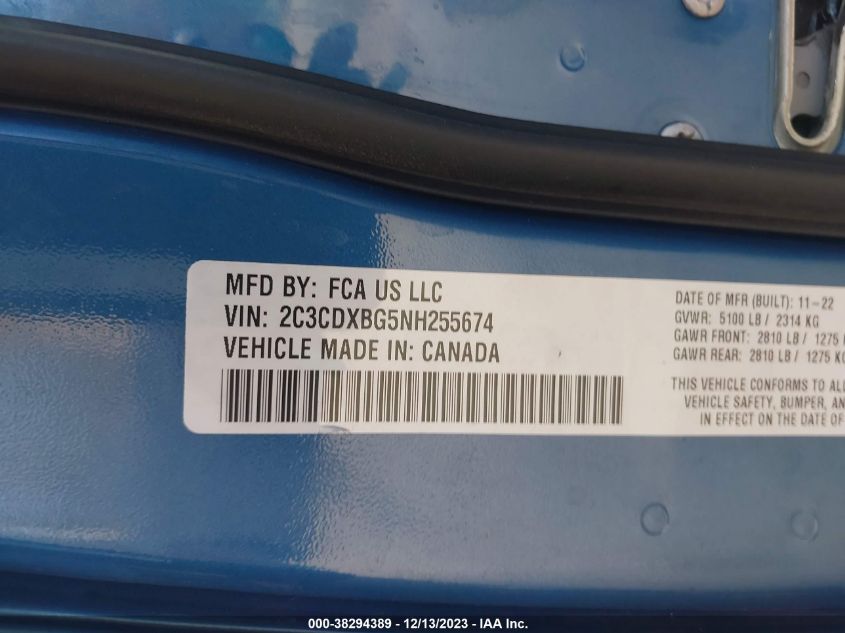 MFD BY: FCA US LLC
VIN: 2C3CDXBG5NH255674
VEHICLE MADE IN: CANADA
DATE OF MFR (BUILT): 11-22
GVWR: 5100 LB / 2314 KG
GAWR FRONT: 2810 LB / 1275 K
GAWR REAR: 2810 LB / 1275 KG
THIS VEHICLE CONFORMS TO ALL
VEHICLE SAFETY, BUMPER, AN
IN EFFECT ON THE DATE OF
000-38294389 - 12/13/2023 - IAA Inc.